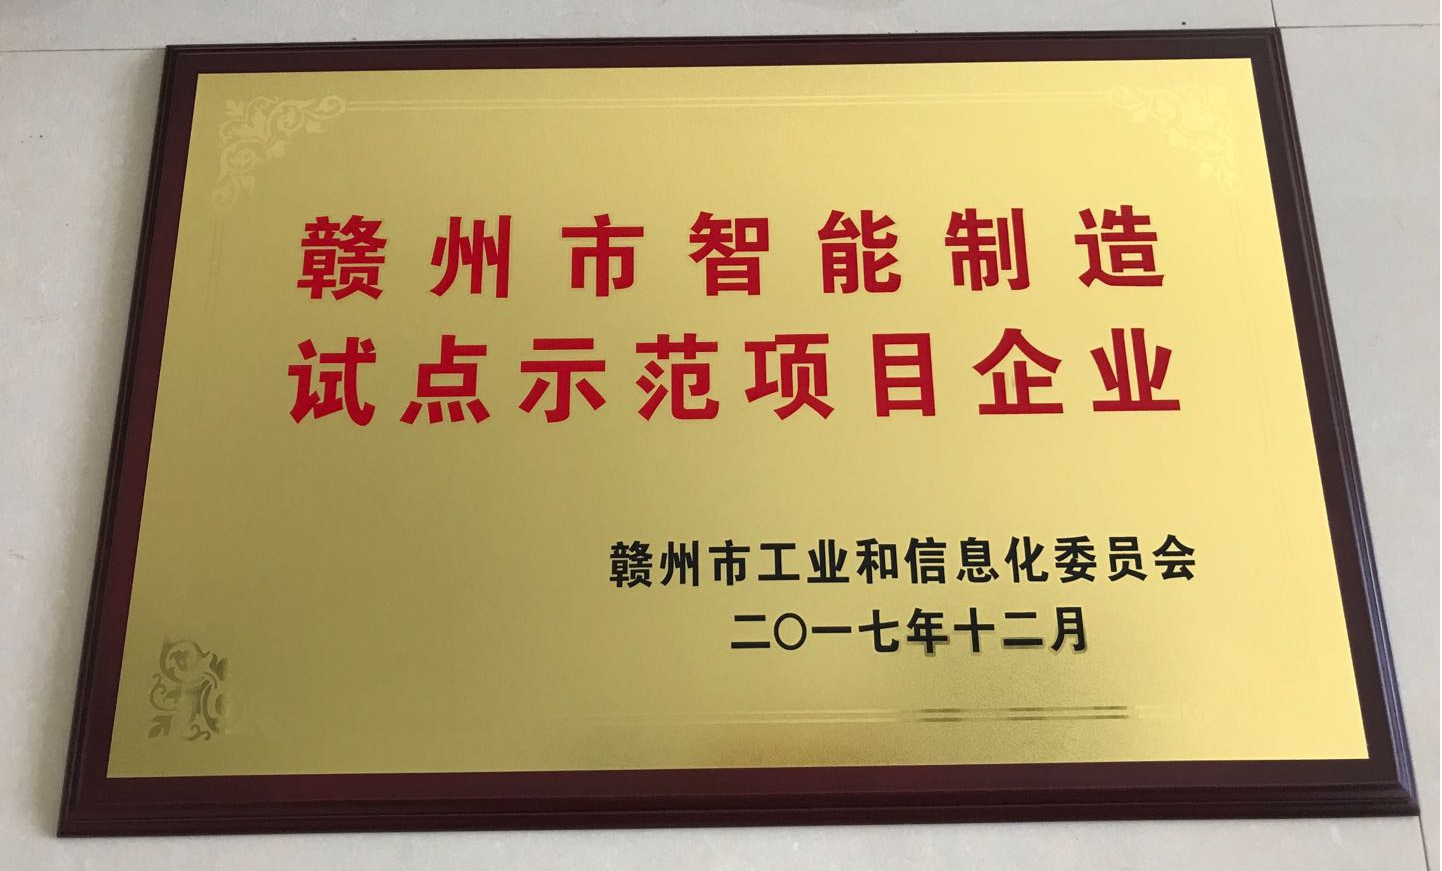 赣州市智能制造
试点示范项目企业
赣州市工业和信息化委员会
二〇一七年十二月